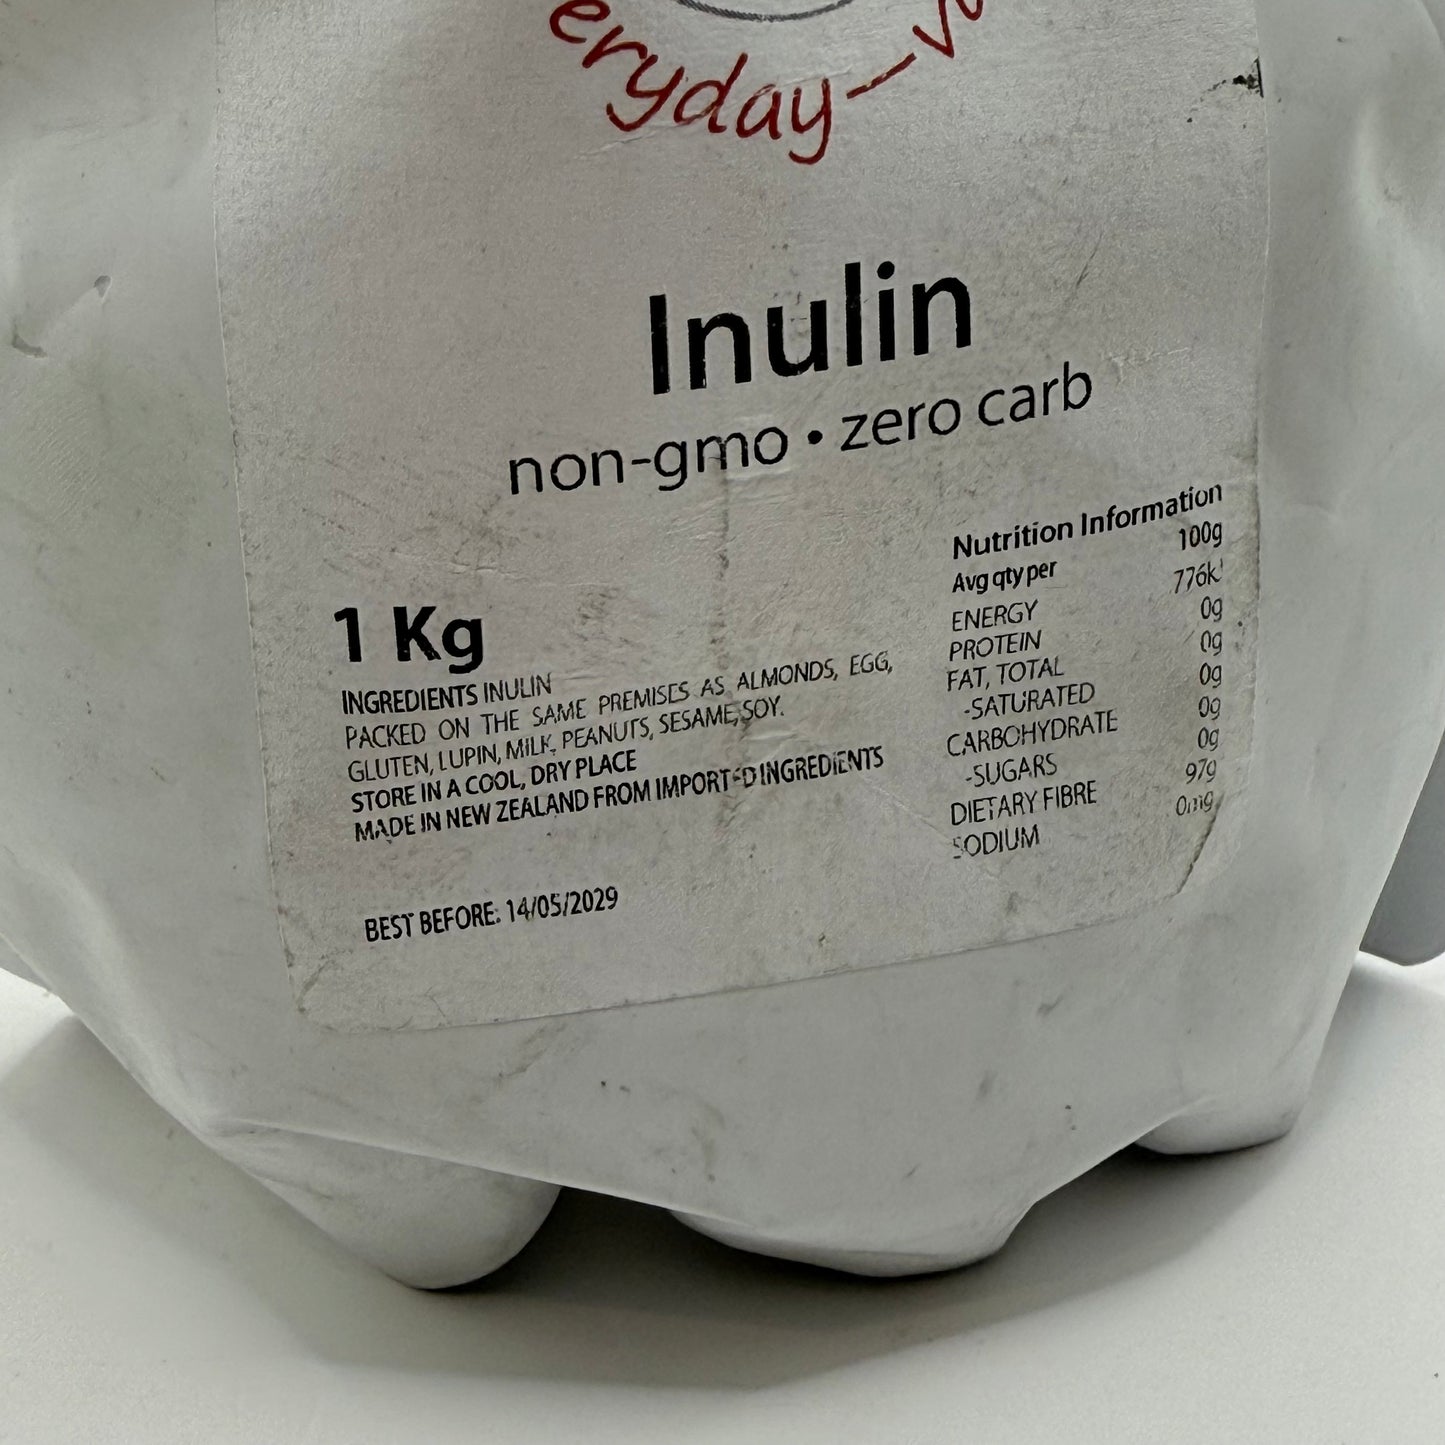 eryday
Inulin
non-gmo • zero carb
1 Kg
INGREDIENTS INULIN
PACKED ON THE SAME PREMISES AS ALMONDS, EGG,
GLUTEN, LUPIN, MILK, PEANUTS, SESAME, SOY.
STORE IN A COOL, DRY PLACE
MADE IN NEW ZEALAND FROM IMPORTED INGREDIENTS
BEST BEFORE: 14/05/2029
Nutrition Information
Avg qty per 100g
ENERGY 776k
PROTEIN 0g
FAT, TOTAL 0g
-SATURATED 0g
CARBOHYDRATE 0g
-SUGARS 0g
DIETARY FIBRE 97g
SODIUM 0mg